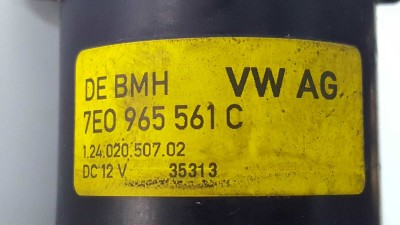 DE BMH VW AG
7E0 965 561 C
1.24.020.507.02
DC 12 V 35313